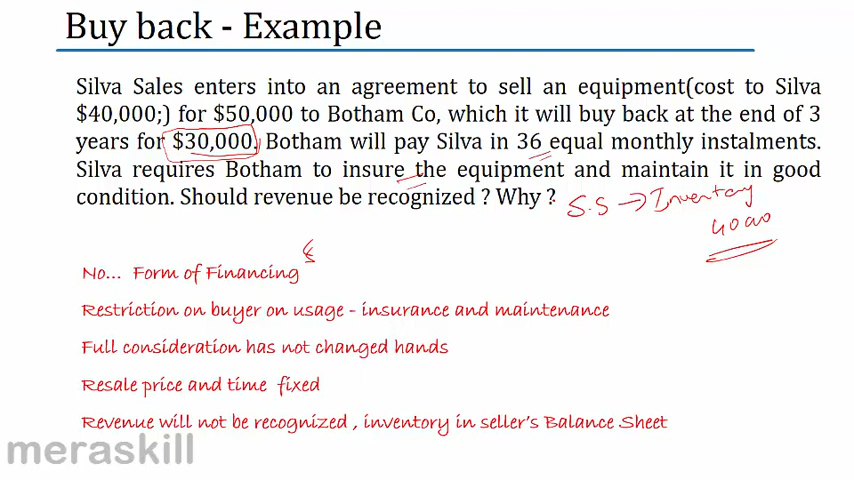 Buy back - Example
Silva Sales enters into an agreement to sell an equipment(cost to Silva
$40,000;) for $50,000 to Botham Co, which it will buy back at the end of 3
years for $30,000. Botham will pay Silva in 36 equal monthly instalments.
Silva requires Botham to insure the equipment and maintain it in good
condition. Should revenue be recognized ? Why ?
S.S → Inventory
40000
No... Form of Financing
Restriction on buyer on usage - insurance and maintenance
Full consideration has not changed hands
Resale price and time fixed
Revenue will not be recognized , inventory in seller's Balance Sheet
meraskill